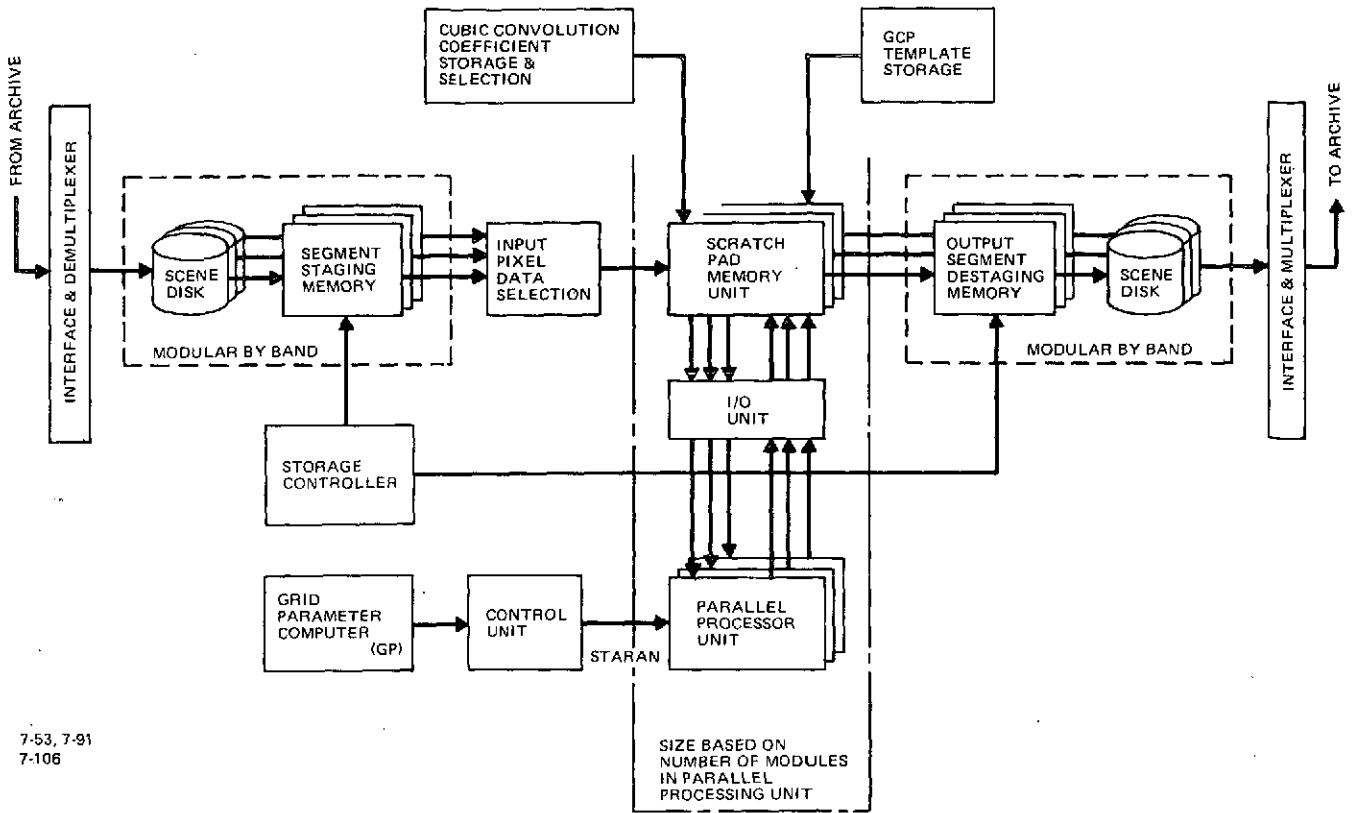 CUBIC CONVOLUTION
COEFFICIENT
STORAGE &
SELECTION
GCP
TEMPLATE
STORAGE
FROM ARCHIVE
INTERFACE & DEMULTIPLEXER
SCENE
DISK
SEGMENT
STAGING
MEMORY
MODULAR BY BAND
INPUT
PIXEL
DATA
SELECTION
SCRATCH
PAD
MEMORY
UNIT
OUTPUT
SEGMENT
DESTAGING
MEMORY
SCENE
DISK
MODULAR BY BAND
INTERFACE & MULTIPLEXER
TO ARCHIVE
I/O
UNIT
STORAGE
CONTROLLER
GRID
PARAMETER
COMPUTER
(GP)
CONTROL
UNIT
STARAN
PARALLEL
PROCESSOR
UNIT
SIZE BASED ON
NUMBER OF MODULES
IN PARALLEL
PROCESSING UNIT
7-53, 7-91
7-106